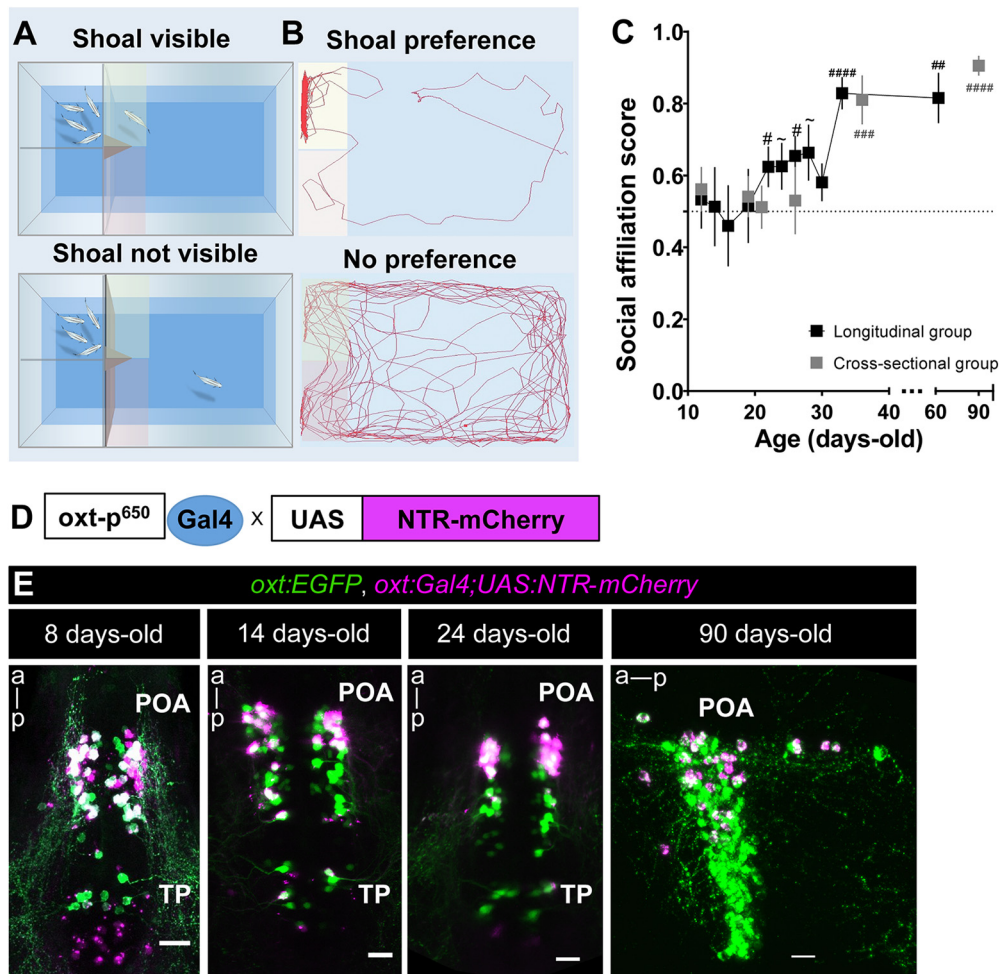 A
Shoal visible
Shoal not visible
B
Shoal preference
No preference
C
Social affiliation score
1.0
0.8
0.6
0.4
0.2
0.0
#
~
#
~
####
###
##
####
Longitudinal group
Cross-sectional group
10 20 30 40 ... 60 90
Age (days-old)
D
oxt-p⁶⁵⁰ Gal4 x UAS NTR-mCherry
E
oxt:EGFP, oxt:Gal4;UAS:NTR-mCherry
8 days-old
14 days-old
24 days-old
90 days-old
a
p
POA
TP
a
p
POA
TP
a
p
POA
TP
a—p
POA